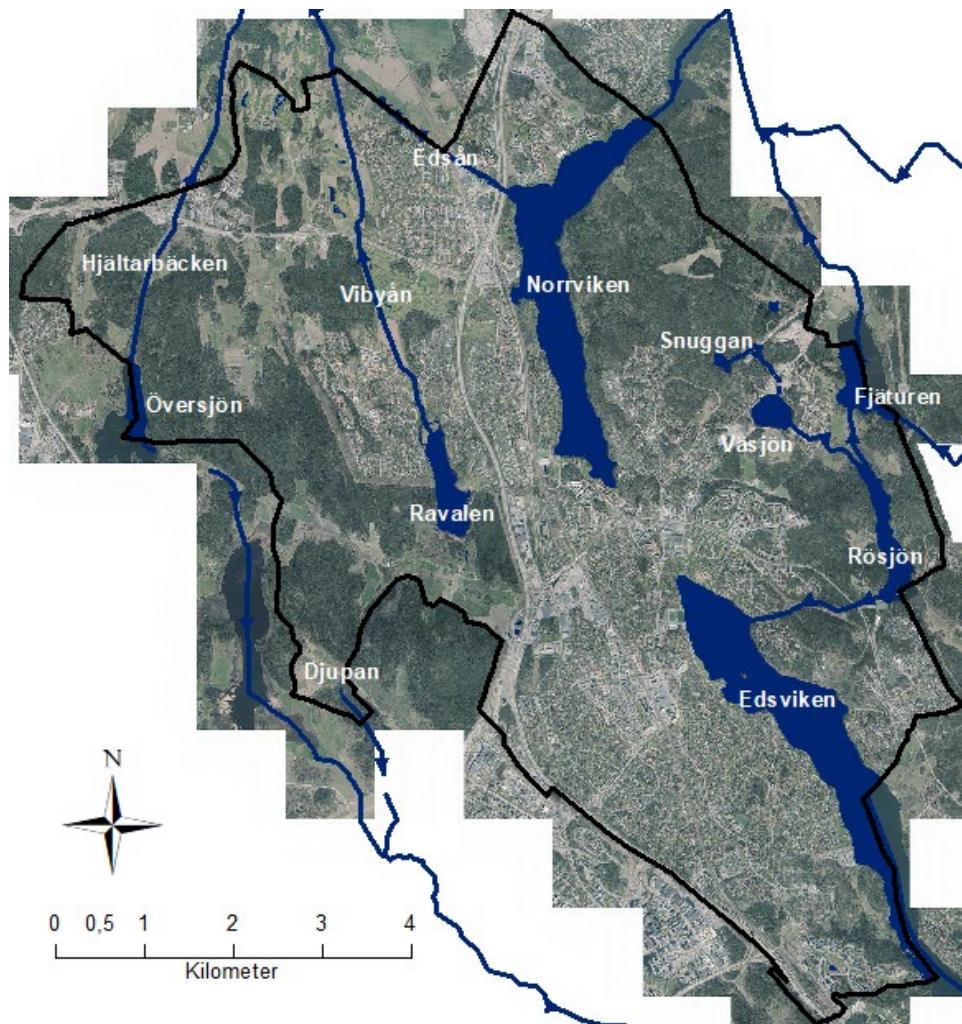 Edsån
Hjältarbäcken
Vibyån
Norrviken
Snuggan
Översjön
Fjäturen
Väsjön
Ravalen
Rösjön
Djupan
Edsviken
N
0 0,5 1 2 3 4
Kilometer